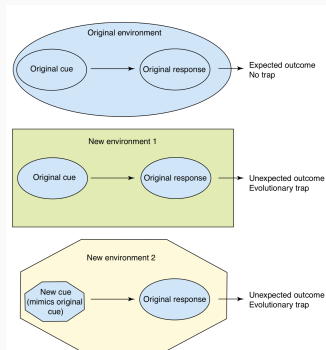 Original environment
Original cue
Original response
Expected outcome
No trap
New environment 1
Original cue
Original response
Unexpected outcome
Evolutionary trap
New environment 2
New cue
(mimics original
cue)
Original response
Unexpected outcome
Evolutionary trap